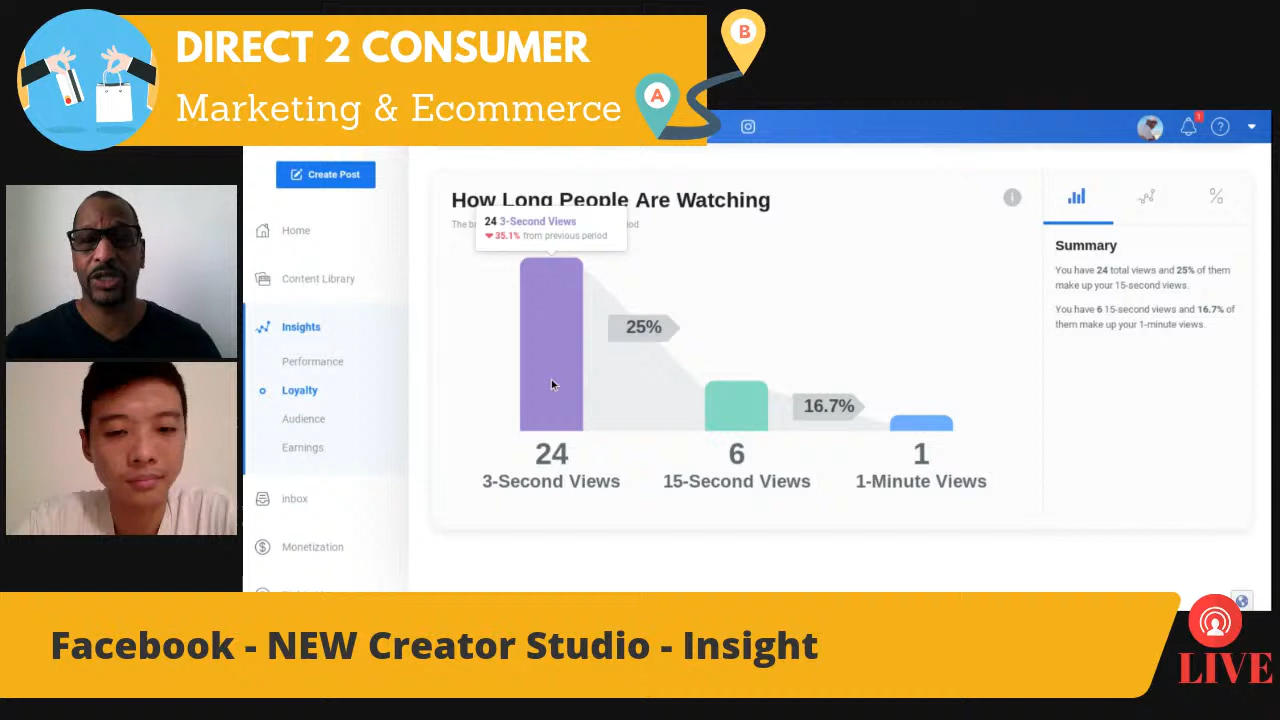 DIRECT 2 CONSUMER
Marketing & Ecommerce
A
B
1
?
Create Post
Home
Content Library
Insights
Performance
Loyalty
Audience
Earnings
inbox
Monetization
How Long People Are Watching
i
The
24 3-Second Views
35.1% from previous period
25%
16.7%
24
3-Second Views
6
15-Second Views
1
1-Minute Views
%
Summary
You have 24 total views and 25% of them
make up your 15-second views.
You have 6 15-second views and 16.7% of
them make up your 1-minute views.
Facebook - NEW Creator Studio - Insight
LIVE